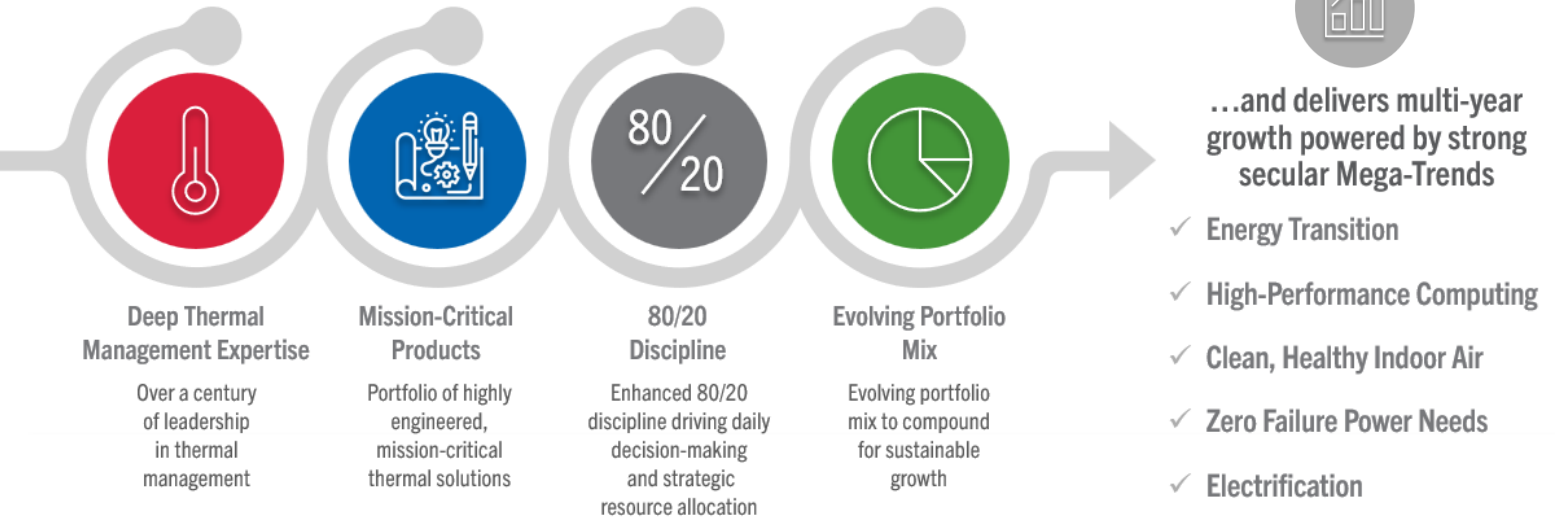 80/20
Deep Thermal
Management Expertise
Over a century
of leadership
in thermal
management
Mission-Critical
Products
Portfolio of highly
engineered,
mission-critical
thermal solutions
80/20
Discipline
Enhanced 80/20
discipline driving daily
decision-making
and strategic
resource allocation
Evolving Portfolio
Mix
Evolving portfolio
mix to compound
for sustainable
growth
…and delivers multi-year
growth powered by strong
secular Mega-Trends
✓ Energy Transition
✓ High-Performance Computing
✓ Clean, Healthy Indoor Air
✓ Zero Failure Power Needs
✓ Electrification